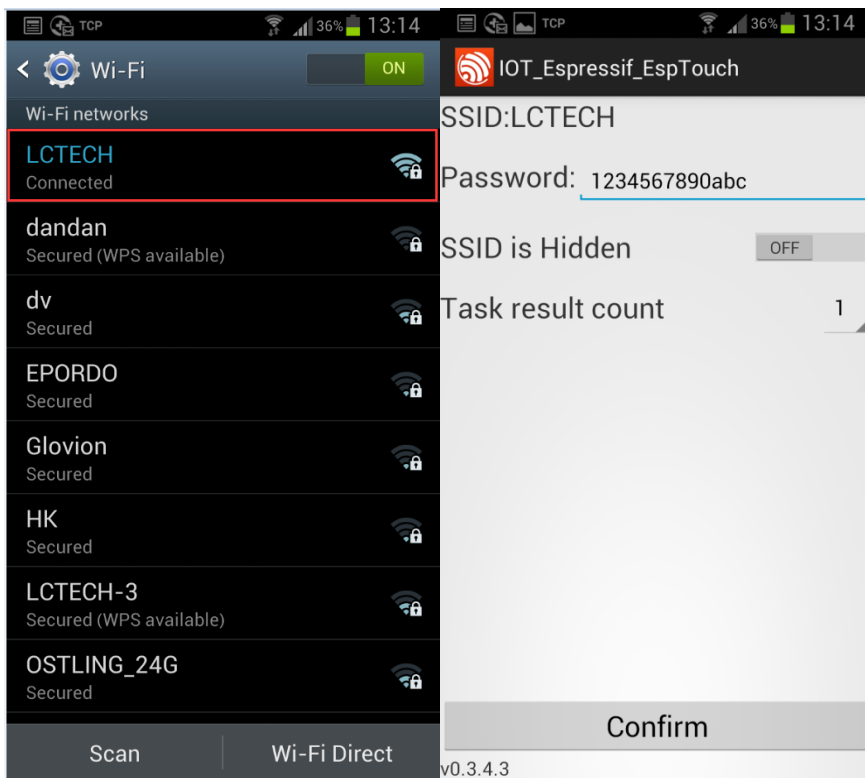 TCP 36% 13:14
Wi-Fi ON
Wi-Fi networks
LCTECH
Connected
dandan
Secured (WPS available)
dv
Secured
EPORDO
Secured
Glovion
Secured
HK
Secured
LCTECH-3
Secured (WPS available)
OSTLING_24G
Secured
Scan Wi-Fi Direct
TCP 36% 13:14
IOT_Espressif_EspTouch
SSID:LCTECH
Password: 1234567890abc
SSID is Hidden OFF
Task result count 1
Confirm
v0.3.4.3